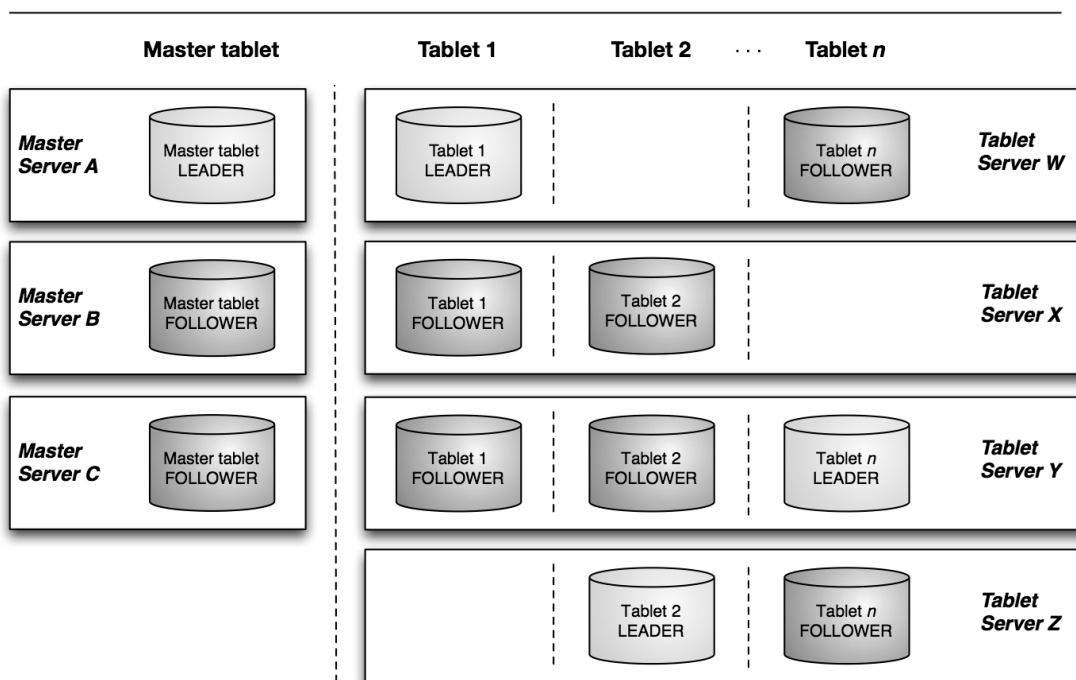 Master tablet Tablet 1 Tablet 2 . . . Tablet n
Master
Server A
Master tablet
LEADER
Tablet 1
LEADER
Tablet n
FOLLOWER
Tablet
Server W
Master
Server B
Master tablet
FOLLOWER
Tablet 1
FOLLOWER
Tablet 2
FOLLOWER
Tablet
Server X
Master
Server C
Master tablet
FOLLOWER
Tablet 1
FOLLOWER
Tablet 2
FOLLOWER
Tablet n
LEADER
Tablet
Server Y
Tablet 2
LEADER
Tablet n
FOLLOWER
Tablet
Server Z